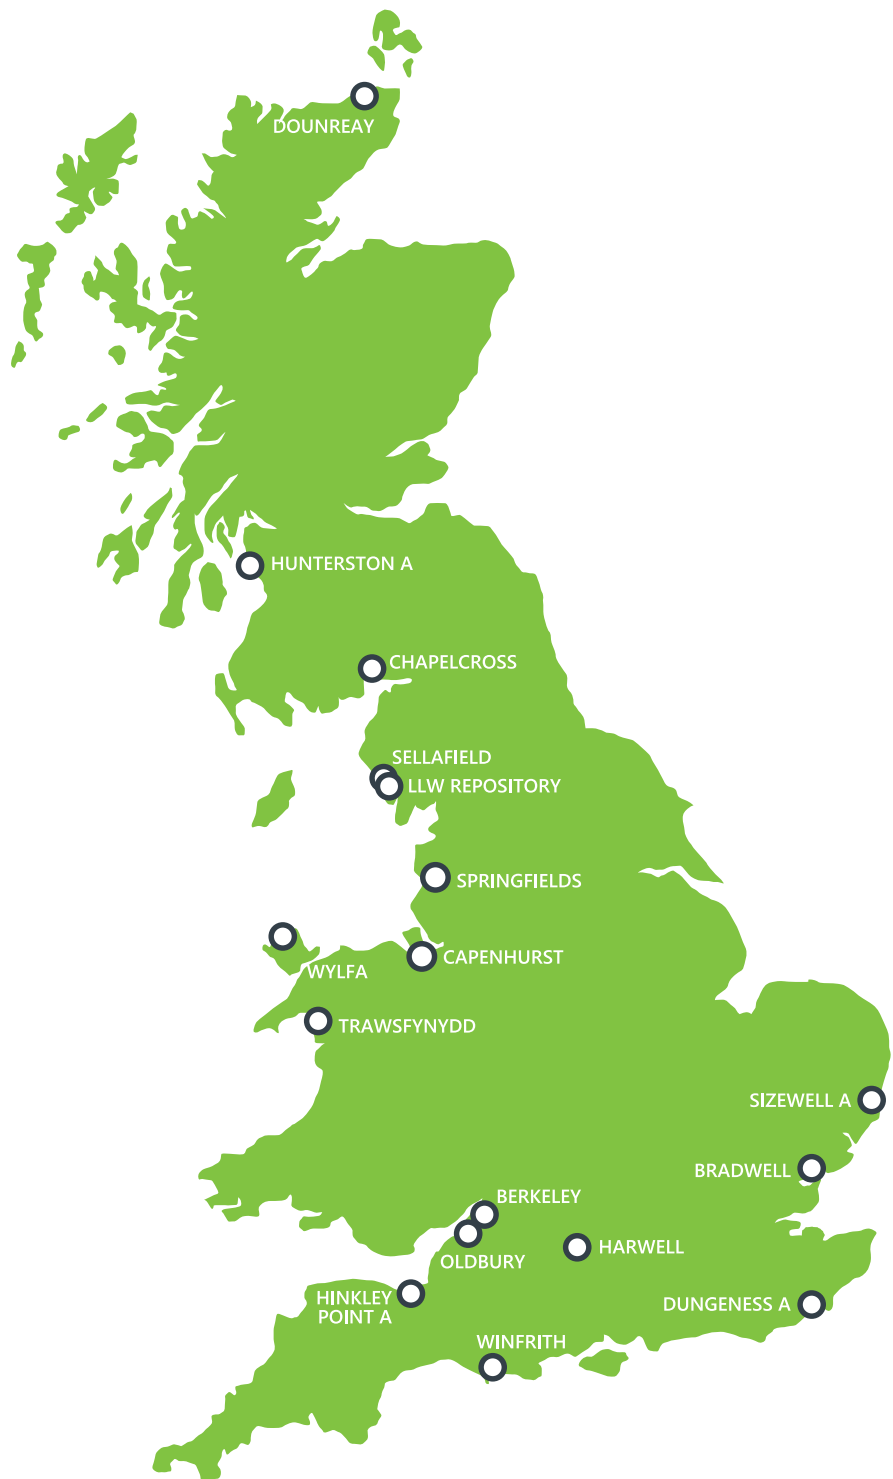 DOUNREAY
HUNTERSTON A
CHAPELCROSS
SELLAFIELD
LLW REPOSITORY
SPRINGFIELDS
CAPENHURST
WYLFA
TRAWSFYNYDD
SIZEWELL A
BRADWELL
BERKELEY
HARWELL
OLDBURY
HINKLEY
POINT A
DUNGENESS A
WINFRITH